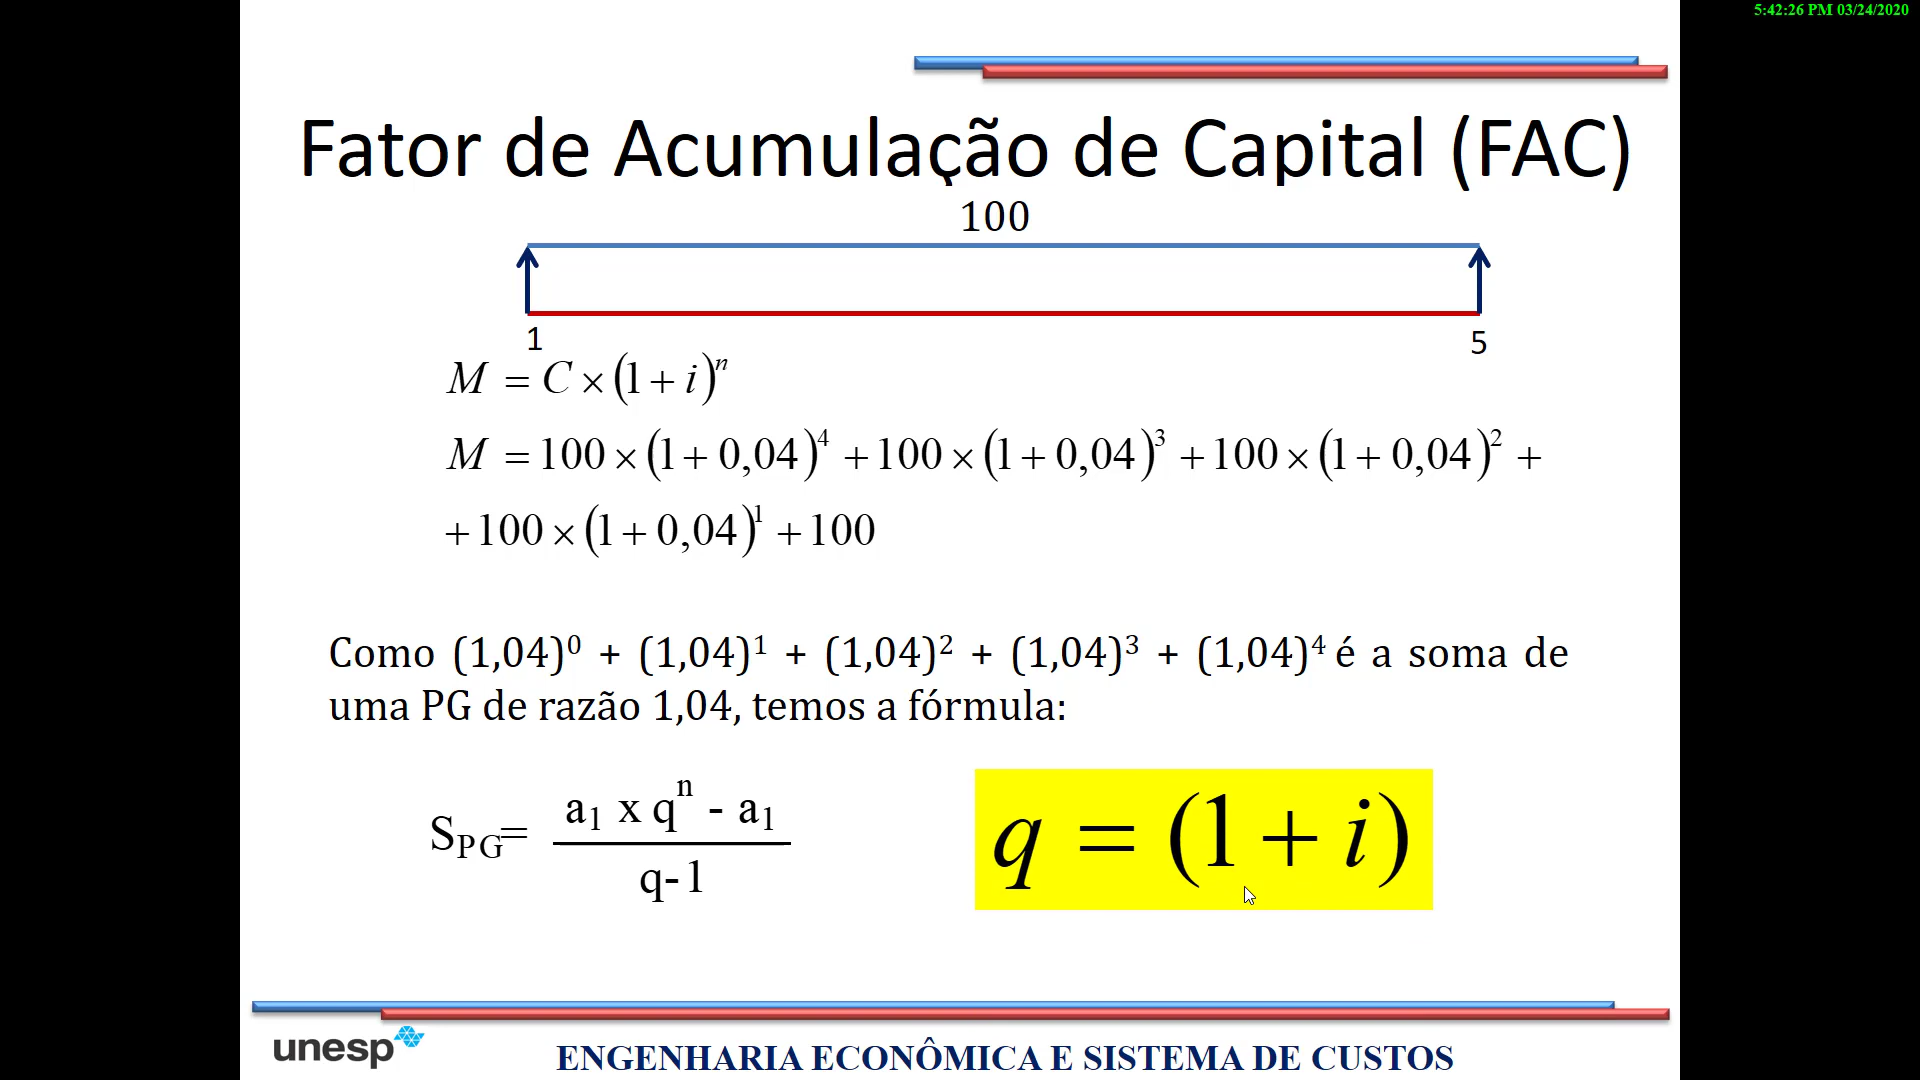 5:42:26 PM 03/24/2020
Fator de Acumulação de Capital (FAC)
100
1
5
M = C × (1 + i)ⁿ
M = 100 × (1 + 0,04)⁴ + 100 × (1 + 0,04)³ + 100 × (1 + 0,04)² +
+ 100 × (1 + 0,04)¹ + 100
Como (1,04)⁰ + (1,04)¹ + (1,04)² + (1,04)³ + (1,04)⁴ é a soma de
uma PG de razão 1,04, temos a fórmula:
a₁ x qⁿ - a₁
S_PG=
q-1
q = (1 + i)
unesp
ENGENHARIA ECONÔMICA E SISTEMA DE CUSTOS